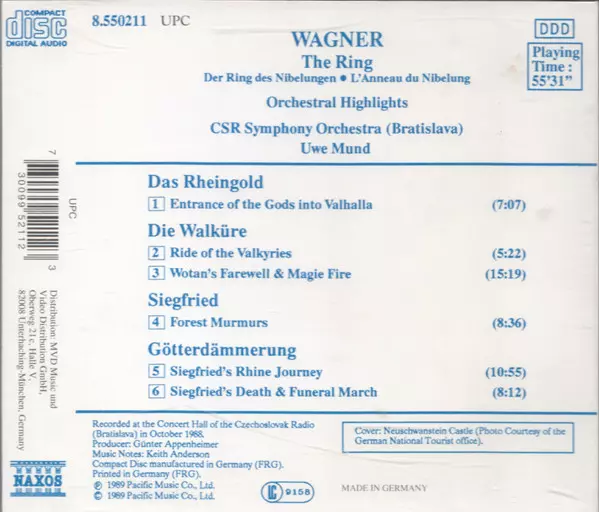 COMPACT
disc
DIGITAL AUDIO
8.550211 UPC
WAGNER
The Ring
Der Ring des Nibelungen • L'Anneau du Nibelung
Orchestral Highlights
CSR Symphony Orchestra (Bratislava)
Uwe Mund
DDD
Playing
Time :
55'31"
Das Rheingold
1 Entrance of the Gods into Valhalla (7:07)
Die Walküre
2 Ride of the Valkyries (5:22)
3 Wotan's Farewell & Magie Fire (15:19)
Siegfried
4 Forest Murmurs (8:36)
Götterdämmerung
5 Siegfried's Rhine Journey (10:55)
6 Siegfried's Death & Funeral March (8:12)
7 30099 52112 3
UPC
Distribution: MVD Music und
Video Distribution GmbH,
Oberweg 21c, Halle V.
82008 Unterhaching-München, Germany
Recorded at the Concert Hall of the Czechoslovak Radio
(Bratislava) in October 1988.
Producer: Günter Appenheimer
Music Notes: Keith Anderson
Compact Disc manufactured in Germany (FRG).
Printed in Germany (FRG).
℗ 1989 Pacific Music Co., Ltd.
© 1989 Pacific Music Co., Ltd.
Cover: Neuschwanstein Castle (Photo Courtesy of the
German National Tourist office).
NAXOS
LC 9158
MADE IN GERMANY